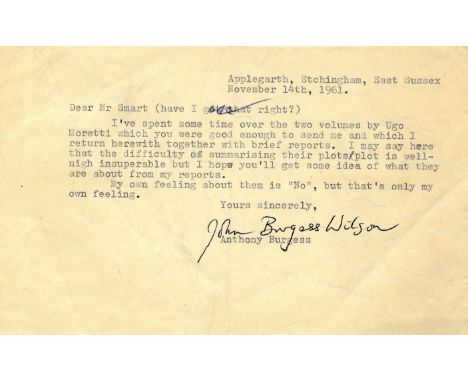 Applegarth, Etchingham, East Sussex
November 14th, 1961.
Dear Mr Smart (have I got that right?)
I've spent some time over the two volumes by Ugo
Moretti which you were good enough to send me and which I
return herewith together with brief reports. I may say here
that the difficulty of summarising their plots/plot is well-
nigh insuperable but I hope you'll get some idea of what they
are about from my reports.
My own feeling about them is "No", but that's only my
own feeling.
Yours sincerely,
John Burgess Wilson
Anthony Burgess